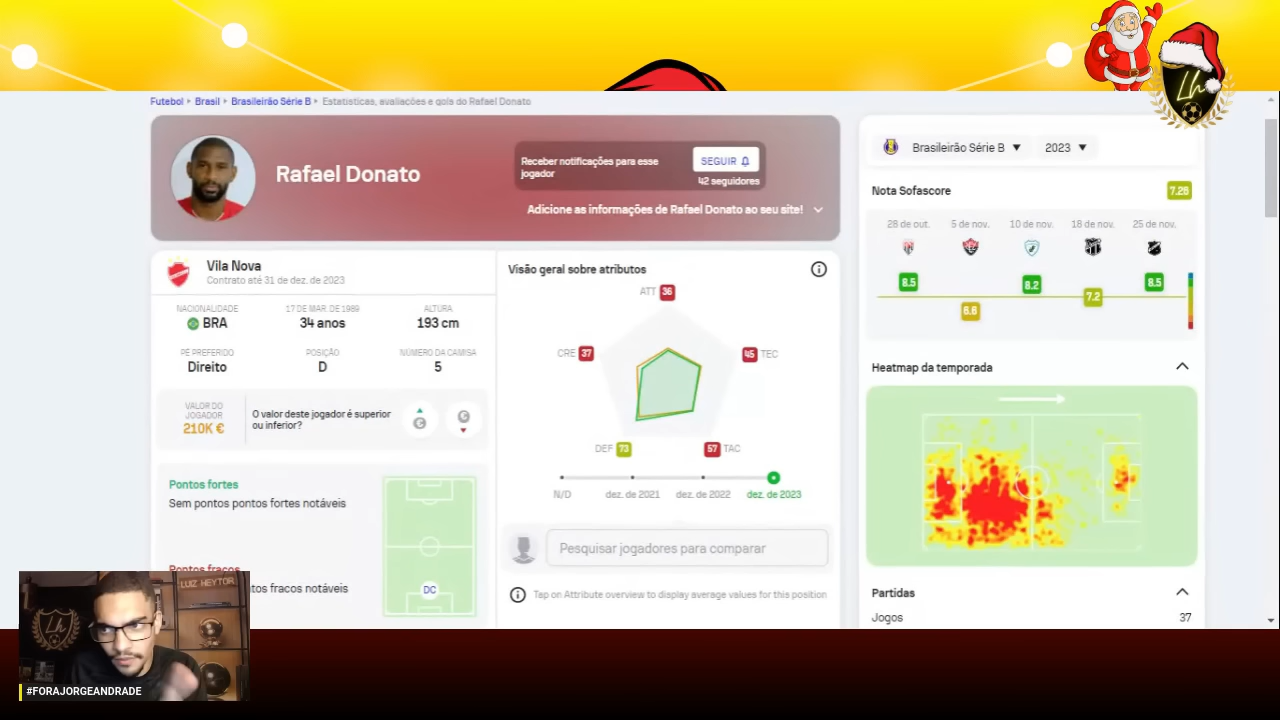 Lh
Futebol Brasil Brasileirão Série B Estatísticas, avaliações e gols do Rafael Donato
Rafael Donato
Receber notificações para esse jogador
SEGUIR
42 seguidores
Adicione as informações de Rafael Donato ao seu site!
Vila Nova
Contrato até 31 de dez. de 2023
NACIONALIDADE 17 DE MAR. DE 1989 ALTURA
BRA 34 anos 193 cm
PÉ PREFERIDO POSIÇÃO NÚMERO DA CAMISA
Direito D 5
VALOR DO
JOGADOR
210K €
O valor deste jogador é superior
ou inferior?
Pontos fortes
Sem pontos pontos fortes notáveis
Pontos fracos
tos fracos notáveis
DC
Visão geral sobre atributos
ATT 36
CRE 37
45 TEC
DEF 73
57 TAC
N/D dez. de 2021 dez. de 2022 dez. de 2023
Pesquisar jogadores para comparar
Tap on Attribute overview to display average values for this position
Brasileirão Série B 2023
Nota Sofascore 7.26
28 de out. 5 de nov. 10 de nov. 18 de nov. 25 de nov.
8.5 6.6 8.2 7.2 8.5
Heatmap da temporada
Partidas
Jogos 37
LUIZ HEYTOR
Lh
#FORAJORGEANDRADE